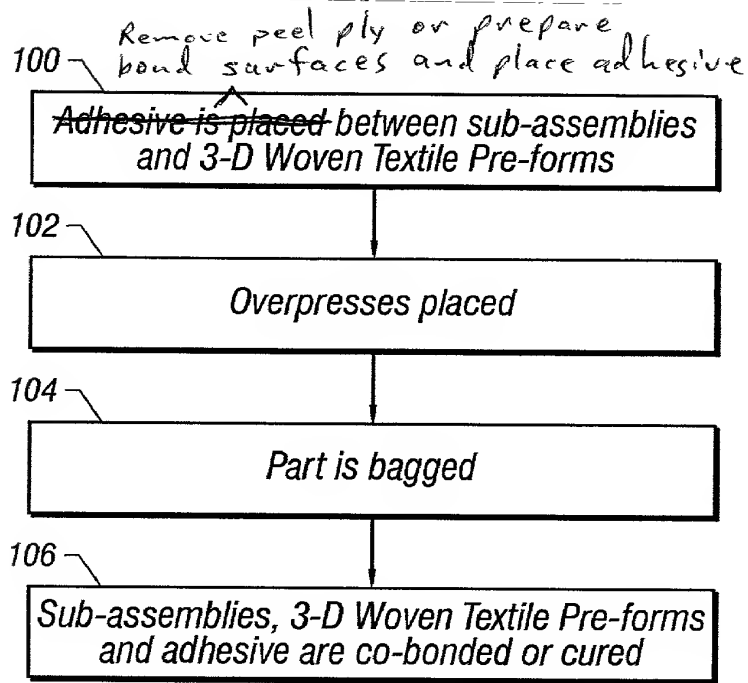 Remove peel ply or prepare
bond surfaces and place adhesive
100
Adhesive is placed between sub-assemblies
and 3-D Woven Textile Pre-forms
102
Overpresses placed
104
Part is bagged
106
Sub-assemblies, 3-D Woven Textile Pre-forms
and adhesive are co-bonded or cured